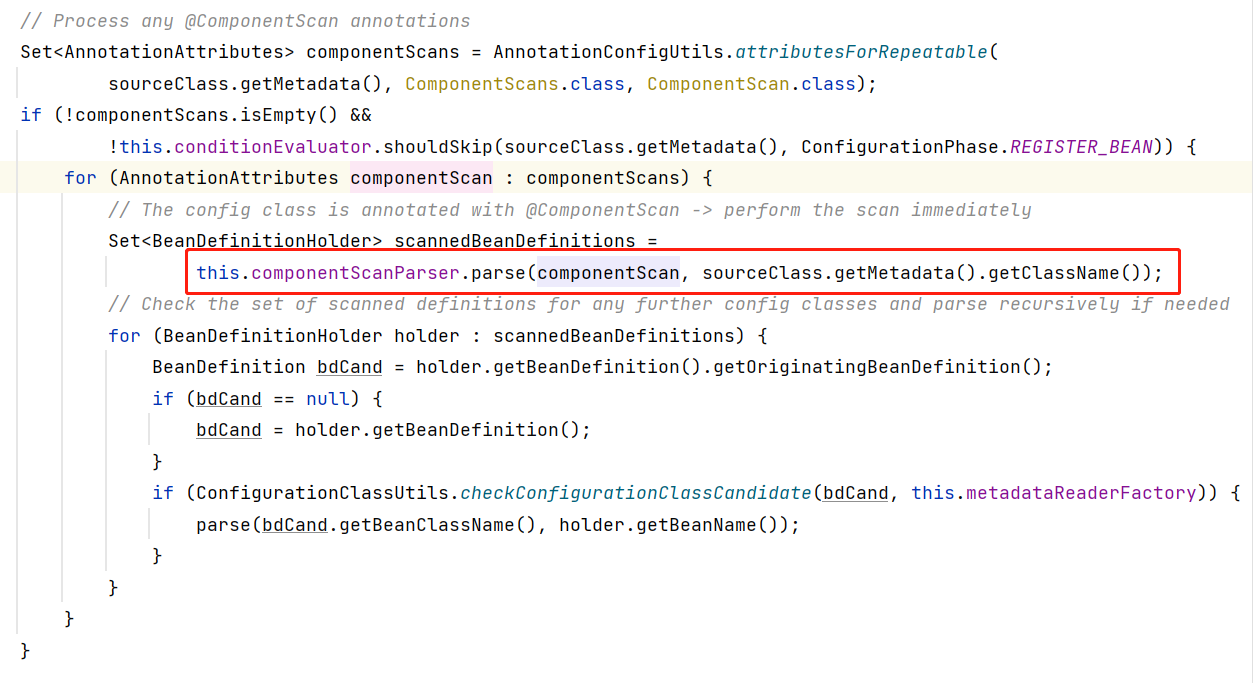 // Process any @ComponentScan annotations
Set<AnnotationAttributes> componentScans = AnnotationConfigUtils.attributesForRepeatable(
        sourceClass.getMetadata(), ComponentScans.class, ComponentScan.class);
if (!componentScans.isEmpty() &&
        !this.conditionEvaluator.shouldSkip(sourceClass.getMetadata(), ConfigurationPhase.REGISTER_BEAN)) {
    for (AnnotationAttributes componentScan : componentScans) {
        // The config class is annotated with @ComponentScan -> perform the scan immediately
        Set<BeanDefinitionHolder> scannedBeanDefinitions =
                this.componentScanParser.parse(componentScan, sourceClass.getMetadata().getClassName());
        // Check the set of scanned definitions for any further config classes and parse recursively if needed
        for (BeanDefinitionHolder holder : scannedBeanDefinitions) {
            BeanDefinition bdCand = holder.getBeanDefinition().getOriginatingBeanDefinition();
            if (bdCand == null) {
                bdCand = holder.getBeanDefinition();
            }
            if (ConfigurationClassUtils.checkConfigurationClassCandidate(bdCand, this.metadataReaderFactory)) {
                parse(bdCand.getBeanClassName(), holder.getBeanName());
            }
        }
    }
}